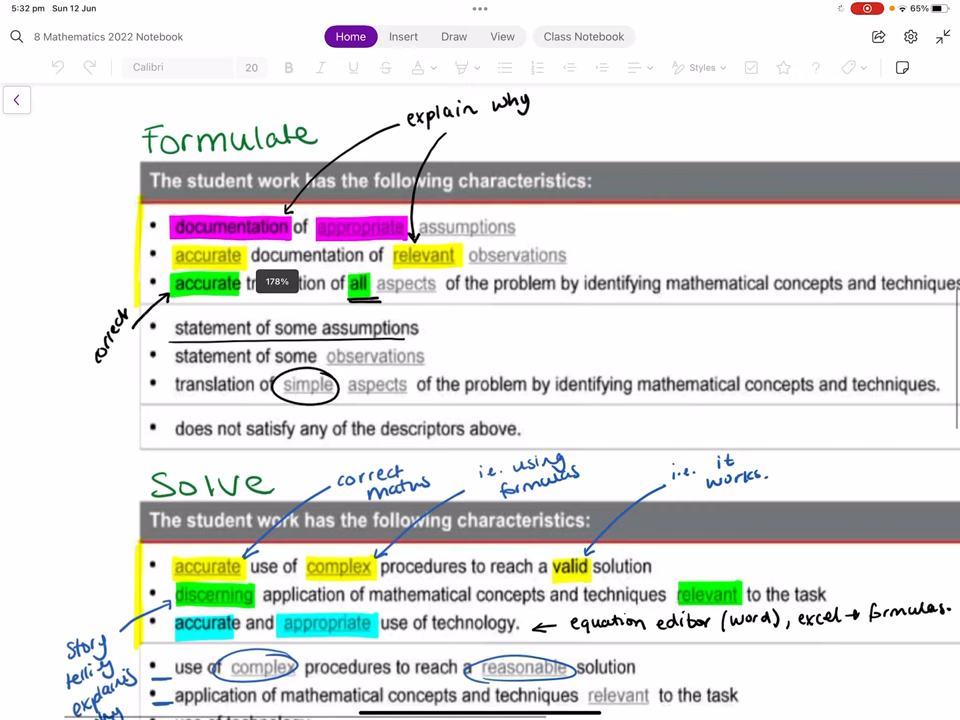 5:32 pm Sun 12 Jun
65%
8 Mathematics 2022 Notebook
Home
Insert
Draw
View
Class Notebook
Calibri
20
B
I
U
S
A
Styles
explain why
Formulate
The student work has the following characteristics:
• documentation of appropriate assumptions
• accurate documentation of relevant observations
• accurate of all aspects of the problem by identifying mathematical concepts and techniques
178%
correct
• statement of some assumptions
• statement of some observations
• translation of simple aspects of the problem by identifying mathematical concepts and techniques.
• does not satisfy any of the descriptors above.
Solve
correct maths
i.e. using formulas
i.e. it works.
The student work has the following characteristics:
• accurate use of complex procedures to reach a valid solution
• discerning application of mathematical concepts and techniques relevant to the task
• accurate and appropriate use of technology.
equation editor (word), excel → formulas.
story
explains
• use of complex procedures to reach a reasonable solution
• application of mathematical concepts and techniques relevant to the task